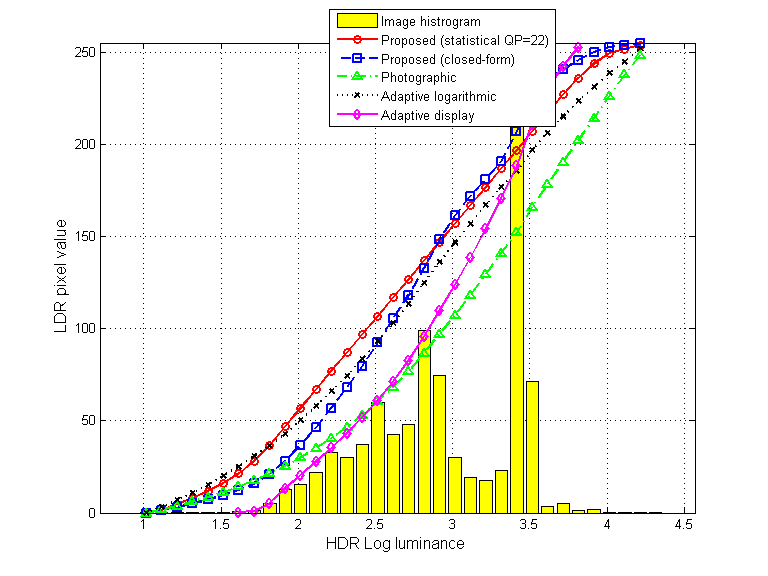 Image histrogram
Proposed (statistical QP=22)
Proposed (closed-form)
Photographic
Adaptive logarithmic
Adaptive display
250
200
150
100
50
0
LDR pixel value
1 1.5 2 2.5 3 3.5 4 4.5
HDR Log luminance